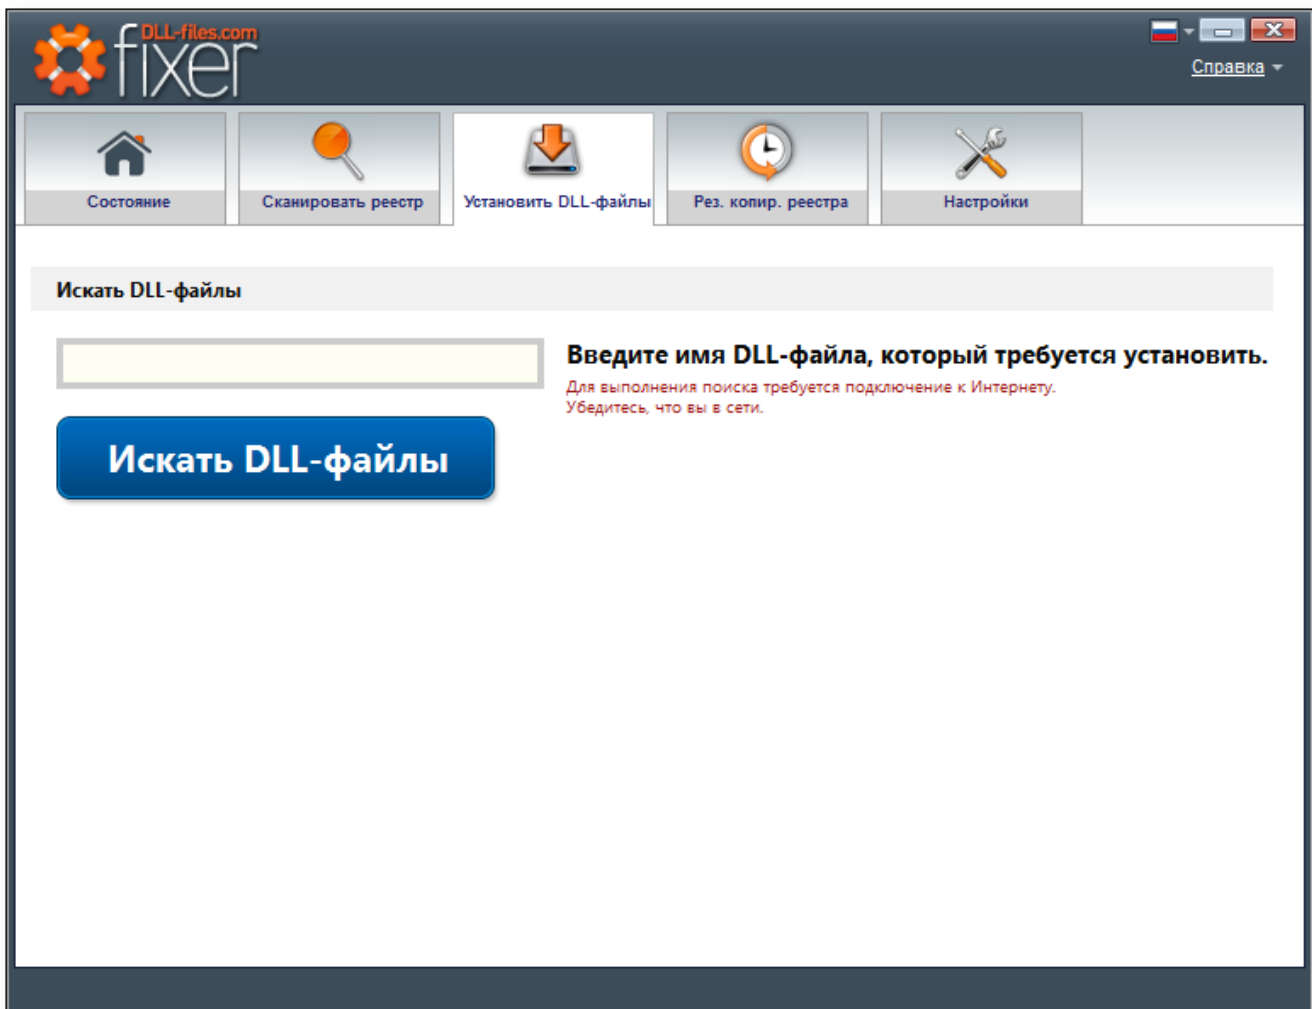 DLL-files.com
fixer
Справка
Состояние
Сканировать реестр
Установить DLL-файлы
Рез. копир. реестра
Настройки
Искать DLL-файлы
Введите имя DLL-файла, который требуется установить.
Для выполнения поиска требуется подключение к Интернету.
Убедитесь, что вы в сети.
Искать DLL-файлы